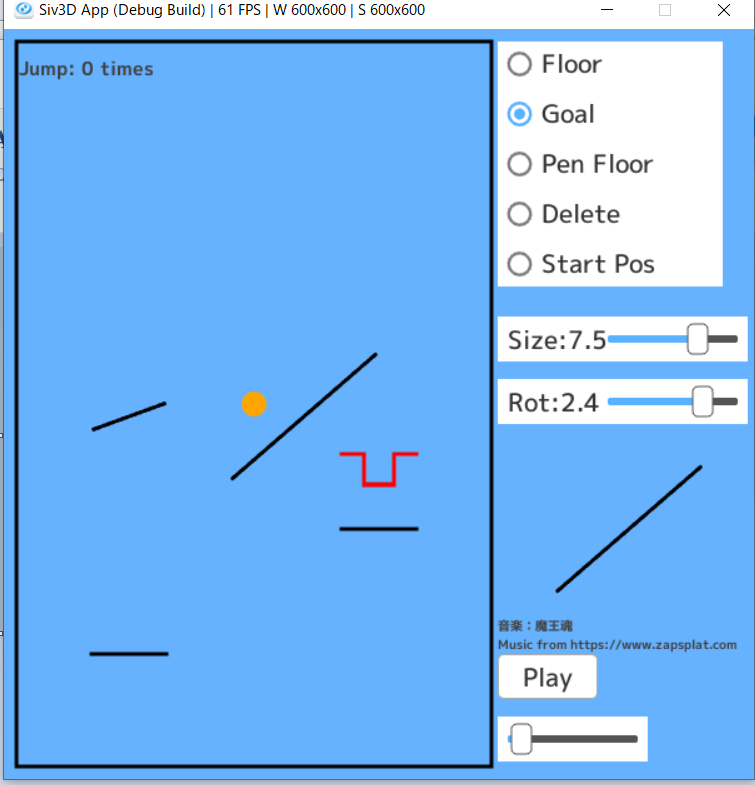 Siv3D App (Debug Build) | 61 FPS | W 600x600 | S 600x600
Jump: 0 times
Floor
Goal
Pen Floor
Delete
Start Pos
Size:7.5
Rot:2.4
音楽：魔王魂
Music from https://www.zapsplat.com
Play